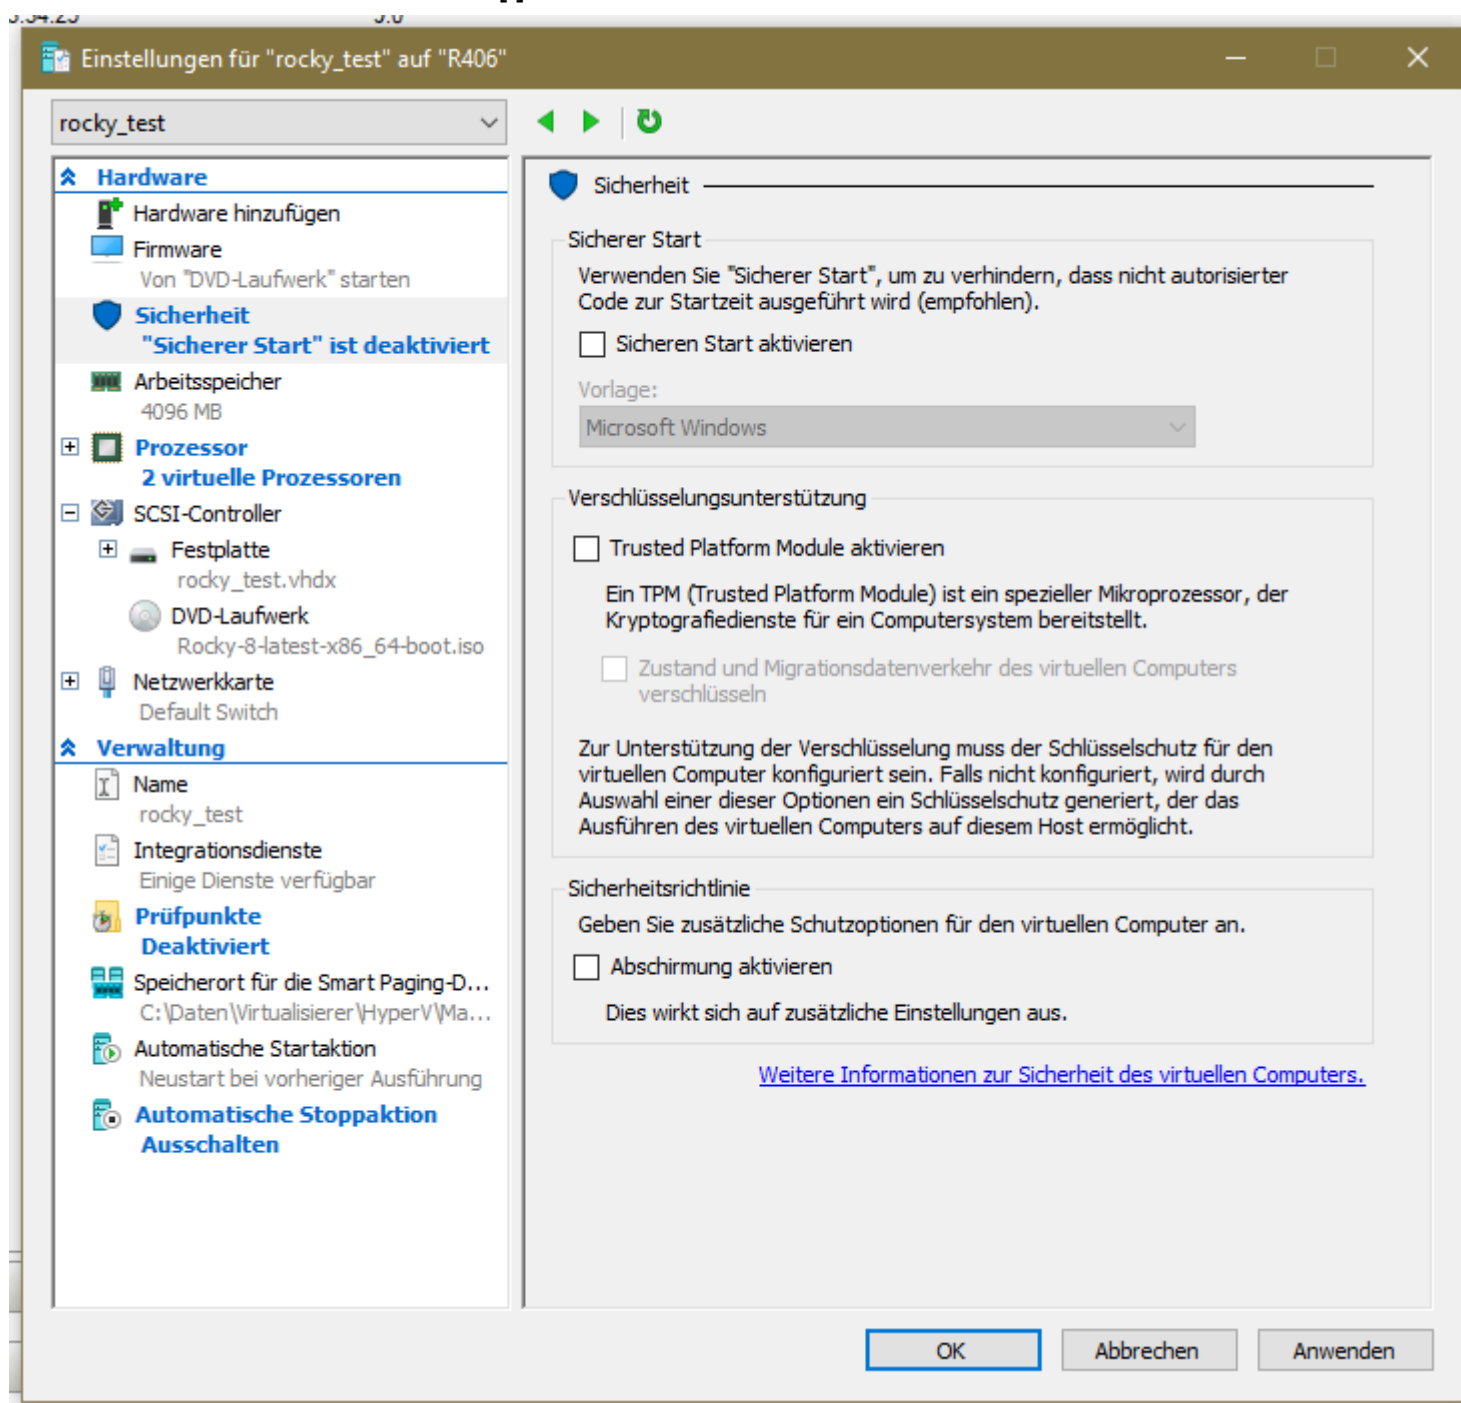 Einstellungen für "rocky_test" auf "R406"
rocky_test
Hardware
Hardware hinzufügen
Firmware
Von "DVD-Laufwerk" starten
Sicherheit
"Sicherer Start" ist deaktiviert
Arbeitsspeicher
4096 MB
Prozessor
2 virtuelle Prozessoren
SCSI-Controller
Festplatte
rocky_test.vhdx
DVD-Laufwerk
Rocky-8-latest-x86_64-boot.iso
Netzwerkkarte
Default Switch
Verwaltung
Name
rocky_test
Integrationsdienste
Einige Dienste verfügbar
Prüfpunkte
Deaktiviert
Speicherort für die Smart Paging-D...
C:\Daten\Virtualisierer\HyperV\Ma...
Automatische Startaktion
Neustart bei vorheriger Ausführung
Automatische Stoppaktion
Ausschalten
Sicherheit
Sicherer Start
Verwenden Sie "Sicherer Start", um zu verhindern, dass nicht autorisierter
Code zur Startzeit ausgeführt wird (empfohlen).
Sicheren Start aktivieren
Vorlage:
Microsoft Windows
Verschlüsselungsunterstützung
Trusted Platform Module aktivieren
Ein TPM (Trusted Platform Module) ist ein spezieller Mikroprozessor, der
Kryptografiedienste für ein Computersystem bereitstellt.
Zustand und Migrationsdatenverkehr des virtuellen Computers
verschlüsseln
Zur Unterstützung der Verschlüsselung muss der Schlüsselschutz für den
virtuellen Computer konfiguriert sein. Falls nicht konfiguriert, wird durch
Auswahl einer dieser Optionen ein Schlüsselschutz generiert, der das
Ausführen des virtuellen Computers auf diesem Host ermöglicht.
Sicherheitsrichtlinie
Geben Sie zusätzliche Schutzoptionen für den virtuellen Computer an.
Abschirmung aktivieren
Dies wirkt sich auf zusätzliche Einstellungen aus.
Weitere Informationen zur Sicherheit des virtuellen Computers.
OK
Abbrechen
Anwenden